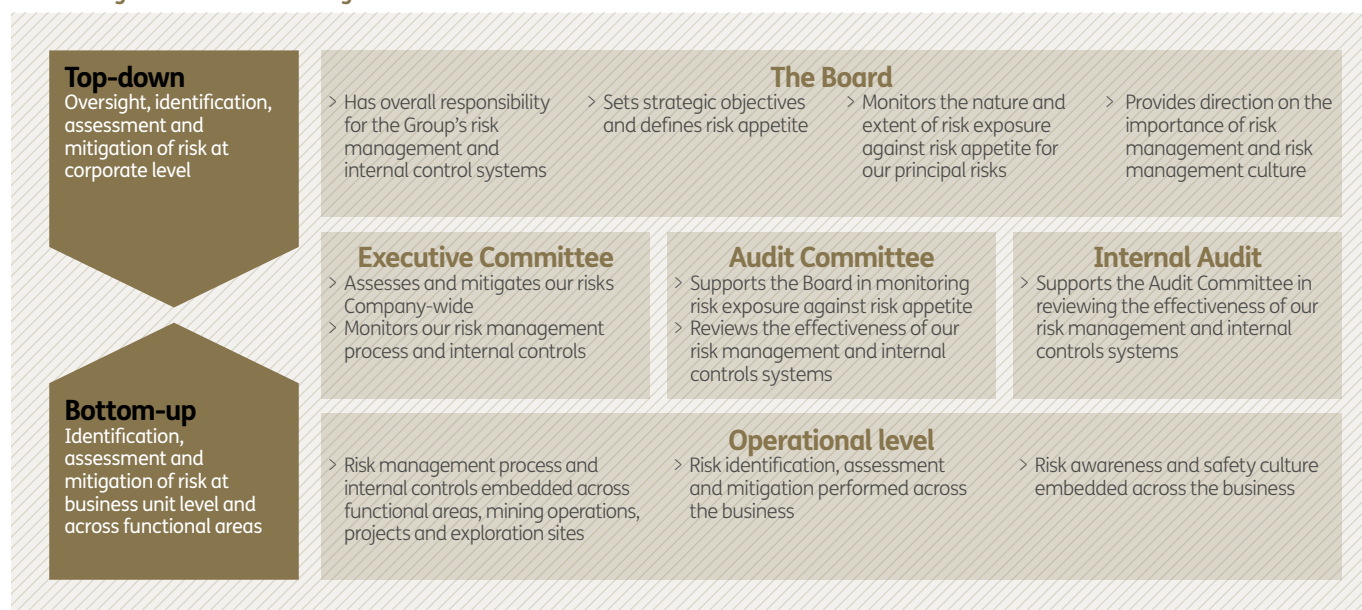 Top-down
Oversight, identification,
assessment and
mitigation of risk at
corporate level
The Board
> Has overall responsibility
for the Group's risk
management and
internal control systems
> Sets strategic objectives
and defines risk appetite
> Monitors the nature and
extent of risk exposure
against risk appetite for
our principal risks
> Provides direction on the
importance of risk
management and risk
management culture
Executive Committee
> Assesses and mitigates our risks
Company-wide
> Monitors our risk management
process and internal controls
Audit Committee
> Supports the Board in monitoring
risk exposure against risk appetite
> Reviews the effectiveness of our
risk management and internal
controls systems
Internal Audit
> Supports the Audit Committee in
reviewing the effectiveness of our
risk management and internal
controls systems
Bottom-up
Identification,
assessment and
mitigation of risk at
business unit level and
across functional areas
Operational level
> Risk management process and
internal controls embedded across
functional areas, mining operations,
projects and exploration sites
> Risk identification, assessment
and mitigation performed across
the business
> Risk awareness and safety culture
embedded across the business